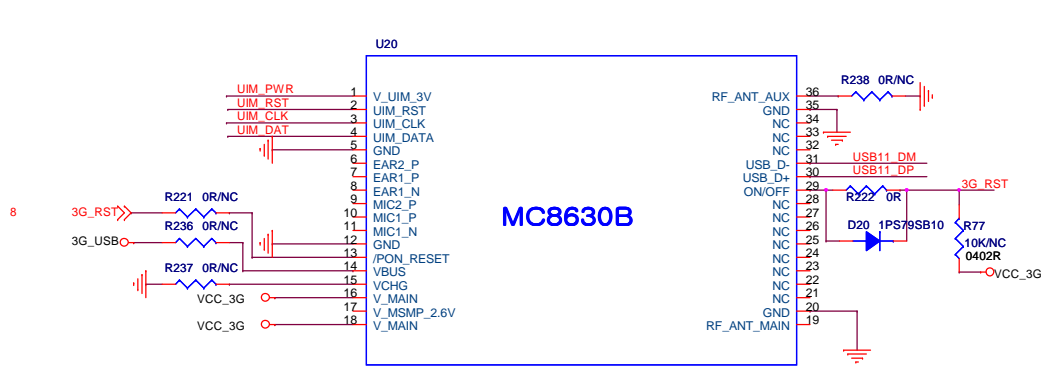 U20
MC8630B
UIM_PWR 1 V_UIM_3V
UIM_RST 2 UIM_RST
UIM_CLK 3 UIM_CLK
UIM_DAT 4 UIM_DATA
5 GND
6 EAR2_P
7 EAR1_P
8 EAR1_N
9 MIC2_P
10 MIC1_P
11 MIC1_N
12 GND
13 /PON_RESET
14 VBUS
15 VCHG
VCC_3G 16 V_MAIN
17 V_MSMP_2.6V
VCC_3G 18 V_MAIN
8
3G_RST
R221 0R/NC
3G_USB
R236 0R/NC
R237 0R/NC
RF_ANT_AUX 36
R238 0R/NC
GND 35
NC 34
NC 33
NC 32
USB_D- 31 USB11_DM
USB_D+ 30 USB11_DP
ON/OFF 29
R222 0R
3G_RST
NC 28
NC 27
NC 26
NC 25
NC 24
NC 23
NC 22
NC 21
GND 20
RF_ANT_MAIN 19
D20 1PS79SB10
R77
10K/NC
0402R
VCC_3G